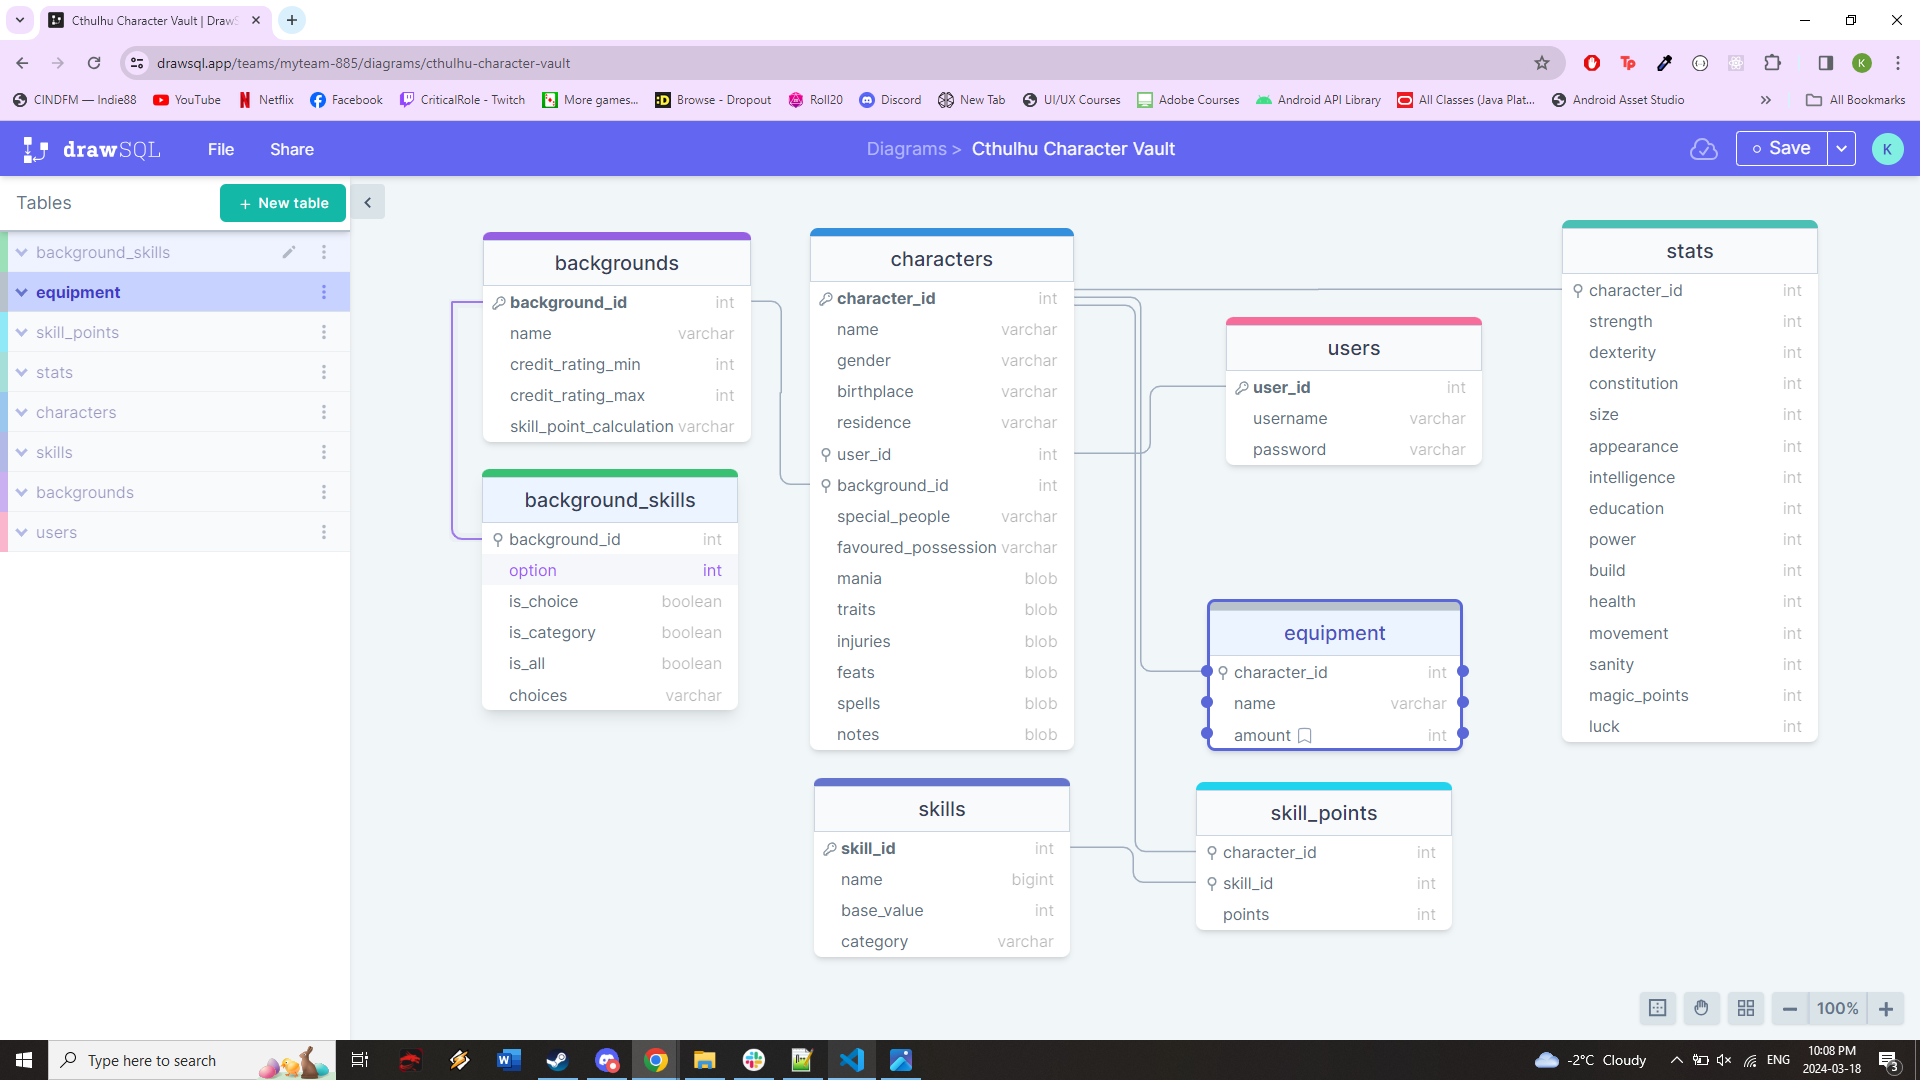 Cthulhu Character Vault | Draws
drawsql.app/teams/myteam-885/diagrams/cthulhu-character-vault
K
CINDFM — Indie88
YouTube
Netflix
Facebook
CriticalRole - Twitch
More games...
Browse - Dropout
Roll20
Discord
New Tab
UI/UX Courses
Adobe Courses
Android API Library
All Classes (Java Plat...
Android Asset Studio
»
All Bookmarks
drawSQL
File
Share
Diagrams > Cthulhu Character Vault
Save
K
Tables
+ New table
background_skills
equipment
skill_points
stats
characters
skills
backgrounds
users
backgrounds
background_id int
name varchar
credit_rating_min int
credit_rating_max int
skill_point_calculation varchar
background_skills
background_id int
option int
is_choice boolean
is_category boolean
is_all boolean
choices varchar
characters
character_id int
name varchar
gender varchar
birthplace varchar
residence varchar
user_id int
background_id int
special_people varchar
favoured_possession varchar
mania blob
traits blob
injuries blob
feats blob
spells blob
notes blob
skills
skill_id int
name bigint
base_value int
category varchar
users
user_id int
username varchar
password varchar
equipment
character_id int
name varchar
amount int
skill_points
character_id int
skill_id int
points int
stats
character_id int
strength int
dexterity int
constitution int
size int
appearance int
intelligence int
education int
power int
build int
health int
movement int
sanity int
magic_points int
luck int
100%
Type here to search
-2°C Cloudy
ENG
10:08 PM
2024-03-18
3